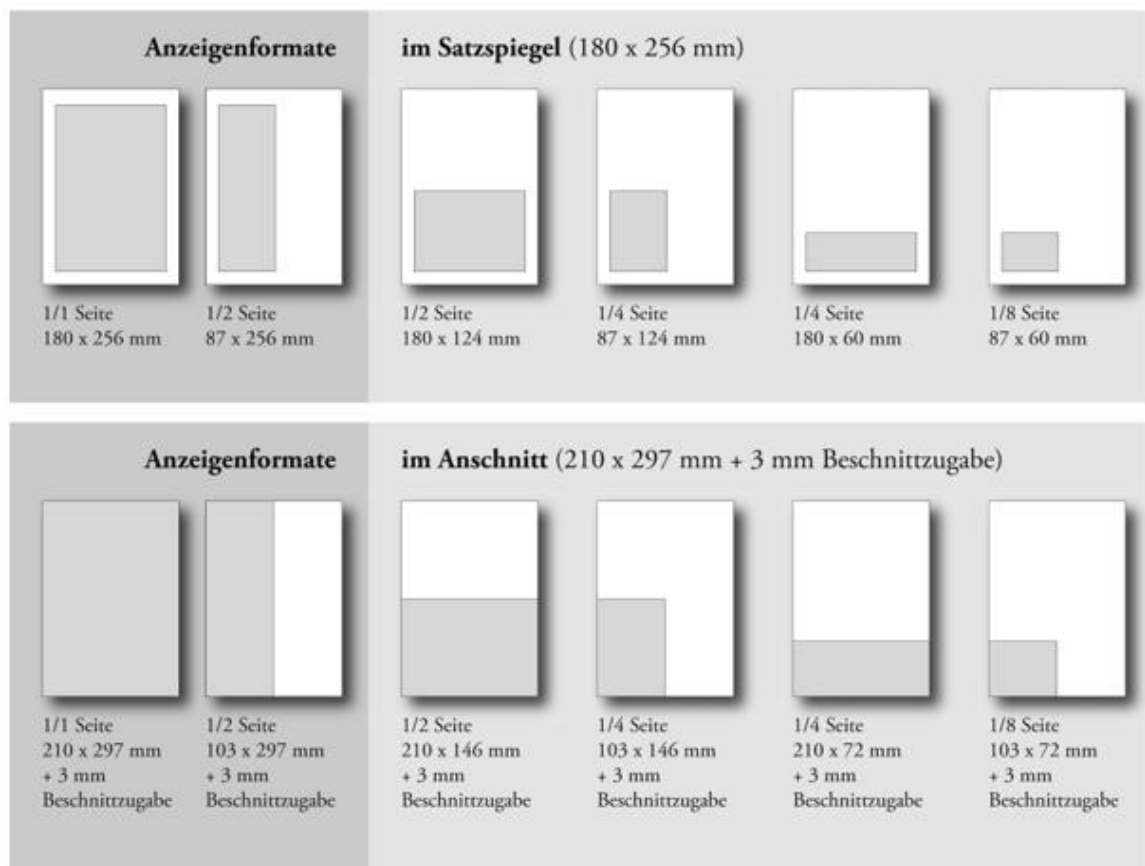 Anzeigenformate im Satzspiegel (180 x 256 mm)
1/1 Seite
180 x 256 mm
1/2 Seite
87 x 256 mm
1/2 Seite
180 x 124 mm
1/4 Seite
87 x 124 mm
1/4 Seite
180 x 60 mm
1/8 Seite
87 x 60 mm
Anzeigenformate im Anschnitt (210 x 297 mm + 3 mm Beschnittzugabe)
1/1 Seite
210 x 297 mm
+ 3 mm
Beschnittzugabe
1/2 Seite
103 x 297 mm
+ 3 mm
Beschnittzugabe
1/2 Seite
210 x 146 mm
+ 3 mm
Beschnittzugabe
1/4 Seite
103 x 146 mm
+ 3 mm
Beschnittzugabe
1/4 Seite
210 x 72 mm
+ 3 mm
Beschnittzugabe
1/8 Seite
103 x 72 mm
+ 3 mm
Beschnittzugabe